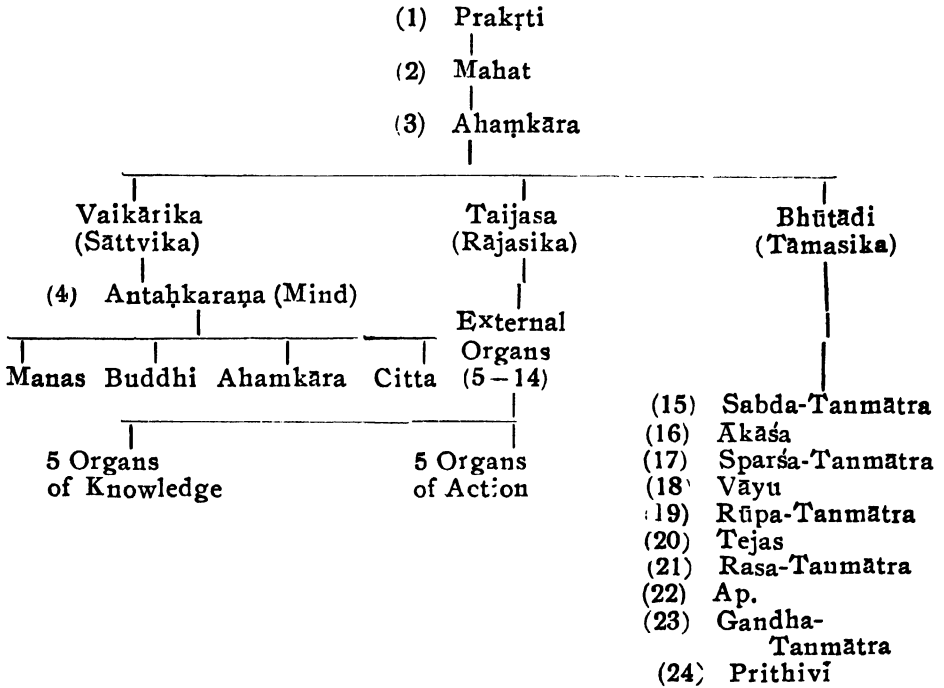 (1) Prakṛti
(2) Mahat
(3) Ahaṃkāra
Vaikārika
(Sāttvika)
Taijasa
(Rājasika)
Bhūtādi
(Tāmasika)
(4) Antaḥkaraṇa (Mind)
External
Organs
(5–14)
Manas Buddhi Ahamkāra Citta
5 Organs
of Knowledge
5 Organs
of Action
(15) Sabda-Tanmātra
(16) Ākāśa
(17) Sparśa-Tanmātra
(18) Vāyu
(19) Rūpa-Tanmātra
(20) Tejas
(21) Rasa-Tanmātra
(22) Ap.
(23) Gandha-
Tanmātra
(24) Prithivī